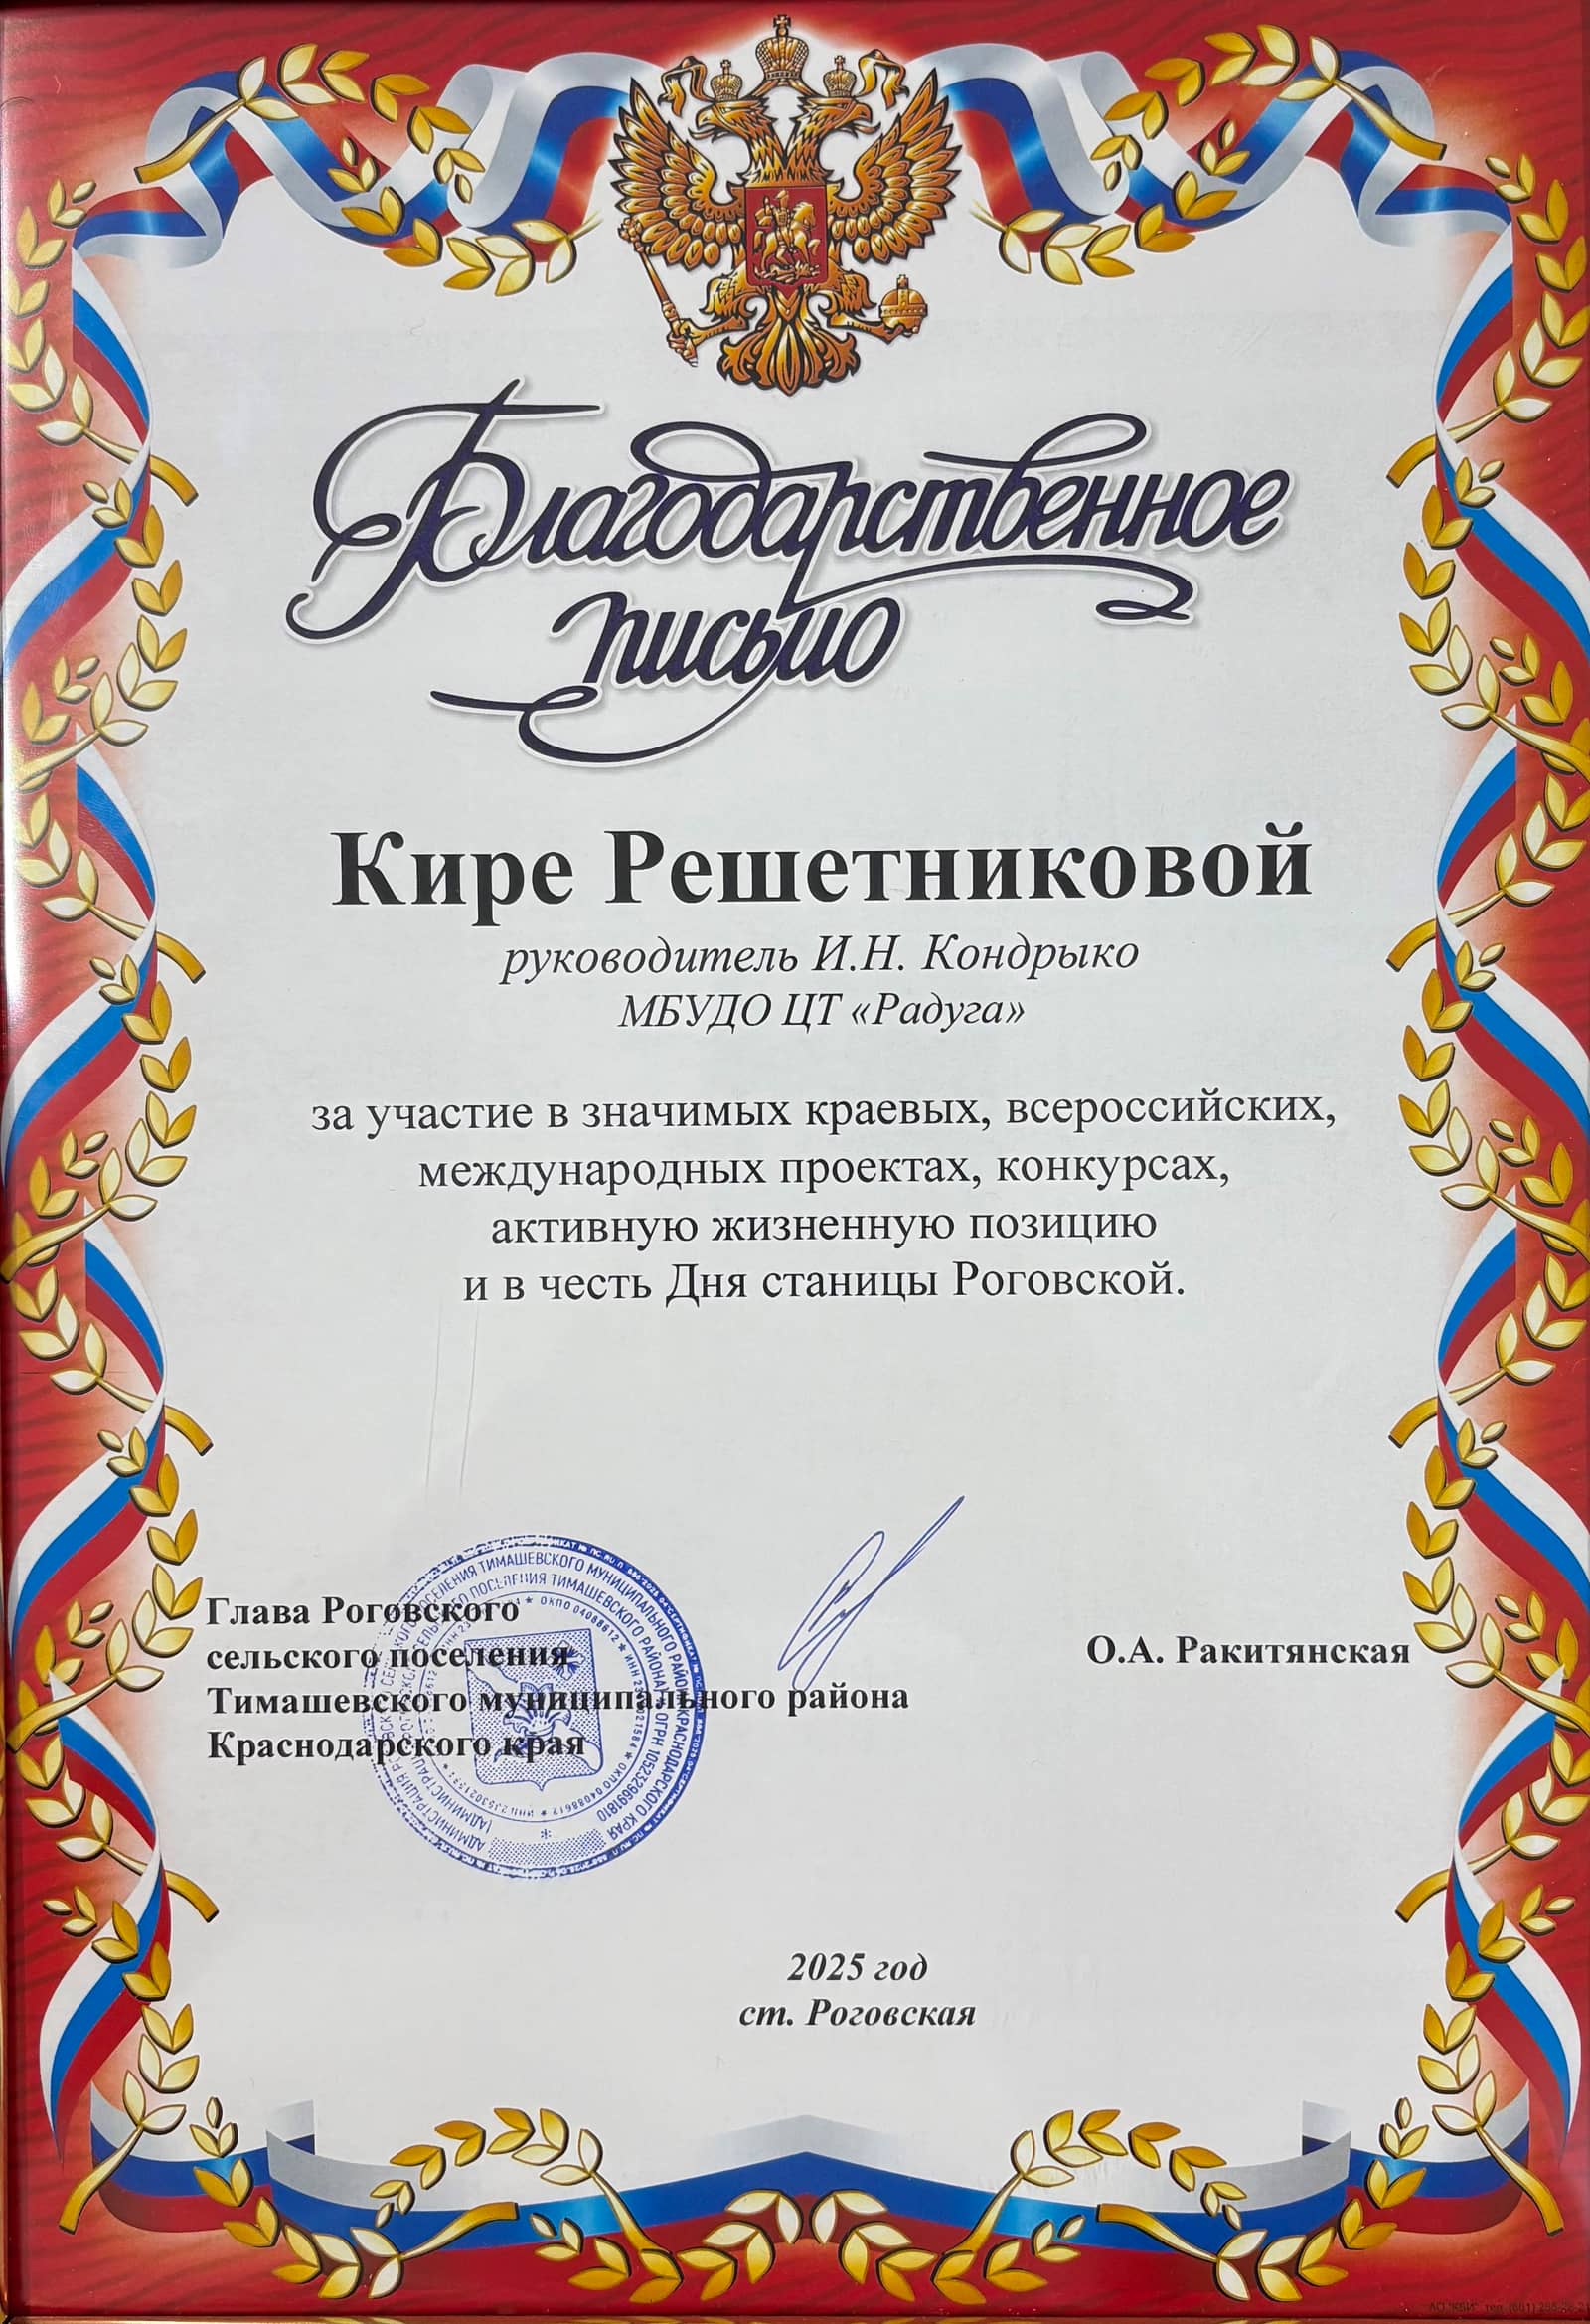 Благодарственное
письмо
Кире Решетниковой
руководитель И.Н. Кондрыко
МБУДО ЦТ «Радуга»
за участие в значимых краевых, всероссийских,
международных проектах, конкурсах,
активную жизненную позицию
и в честь Дня станицы Роговской.
Глава Роговского
сельского поселения
Тимашевского муниципального района
Краснодарского края
О.А. Ракитянская
2025 год
ст. Роговская